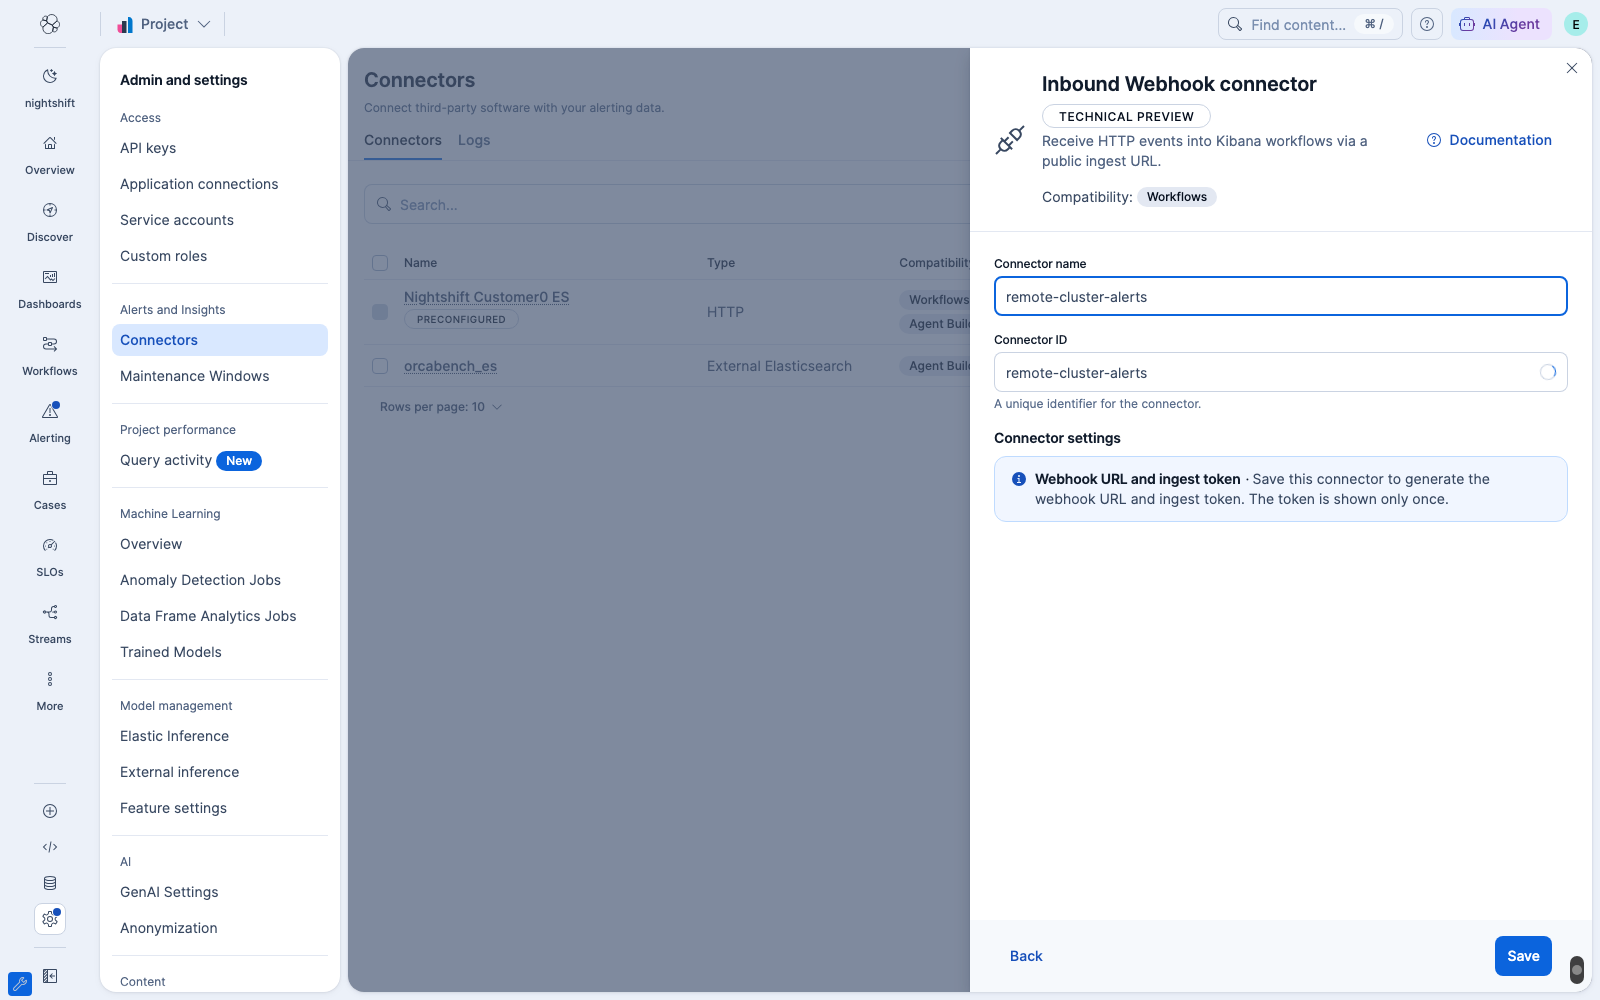 Project
Find content...
⌘ /
AI Agent
E
nightshift
Overview
Discover
Dashboards
Workflows
Alerting
Cases
SLOs
Streams
More
Admin and settings
Access
API keys
Application connections
Service accounts
Custom roles
Alerts and Insights
Connectors
Maintenance Windows
Project performance
Query activity New
Machine Learning
Overview
Anomaly Detection Jobs
Data Frame Analytics Jobs
Trained Models
Model management
Elastic Inference
External inference
Feature settings
AI
GenAI Settings
Anonymization
Content
Connectors
Connect third-party software with your alerting data.
Connectors Logs
Search...
Name Type Compatibility
Nightshift Customer0 ES
PRECONFIGURED
HTTP
Workflows
Agent Buil
orcabench_es External Elasticsearch Agent Buil
Rows per page: 10
Inbound Webhook connector
TECHNICAL PREVIEW
Receive HTTP events into Kibana workflows via a
public ingest URL.
Compatibility: Workflows
Documentation
Connector name
remote-cluster-alerts
Connector ID
remote-cluster-alerts
A unique identifier for the connector.
Connector settings
Webhook URL and ingest token · Save this connector to generate the
webhook URL and ingest token. The token is shown only once.
Back
Save